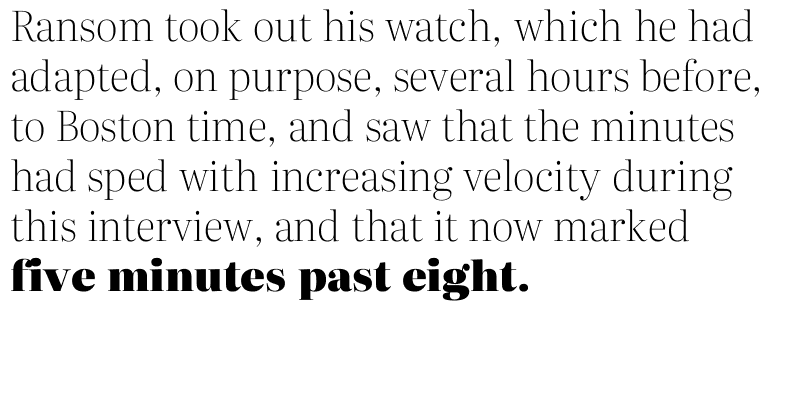 Ransom took out his watch, which he had
adapted, on purpose, several hours before,
to Boston time, and saw that the minutes
had sped with increasing velocity during
this interview, and that it now marked
five minutes past eight.